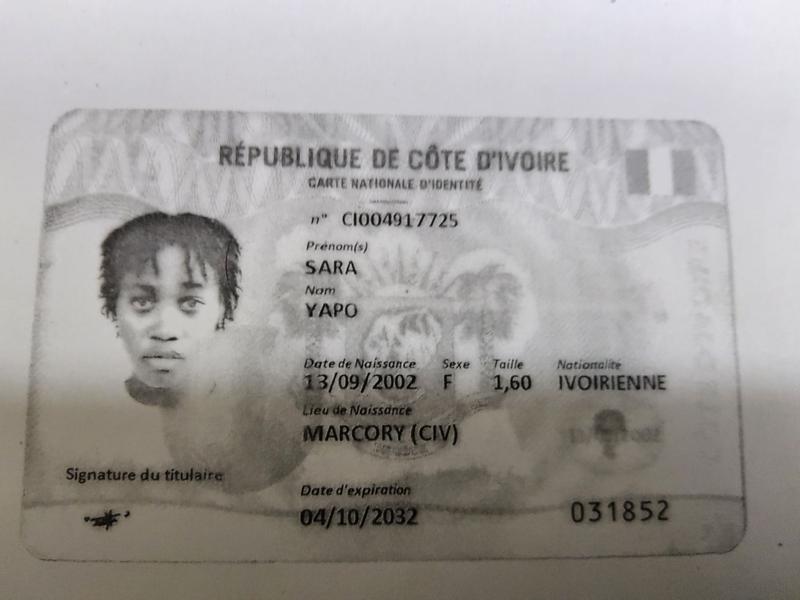 RÉPUBLIQUE DE CÔTE D'IVOIRE
CARTE NATIONALE D'IDENTITÉ
n° CI004917725
Prénom(s)
SARA
Nom
YAPO
Date de Naissance Sexe Taille Nationalité
13/09/2002 F 1,60 IVOIRIENNE
Lieu de Naissance
MARCORY (CIV)
Signature du titulaire
Date d'expiration
04/10/2032
031852